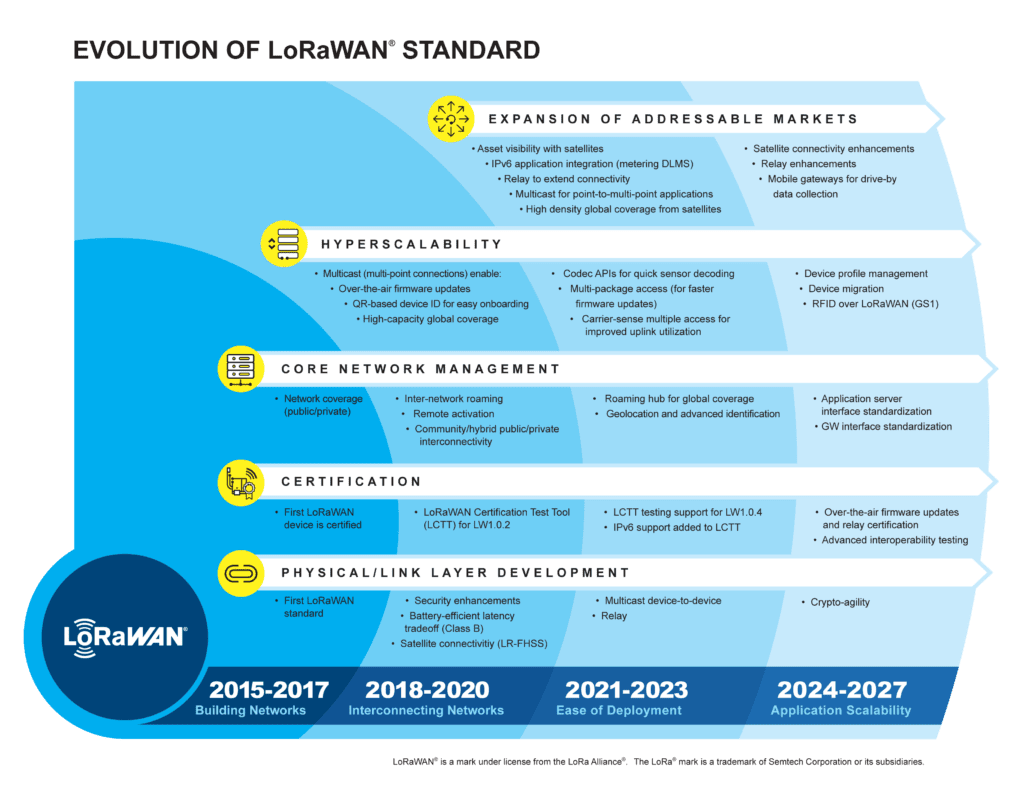 EVOLUTION OF LoRaWAN® STANDARD
EXPANSION OF ADDRESSABLE MARKETS
• Asset visibility with satellites
• IPv6 application integration (metering DLMS)
• Relay to extend connectivity
• Multicast for point-to-multi-point applications
• High density global coverage from satellites
• Satellite connectivity enhancements
• Relay enhancements
• Mobile gateways for drive-by
data collection
HYPERSCALABILITY
• Multicast (multi-point connections) enable:
• Over-the-air firmware updates
• QR-based device ID for easy onboarding
• High-capacity global coverage
• Codec APIs for quick sensor decoding
• Multi-package access (for faster
firmware updates)
• Carrier-sense multiple access for
improved uplink utilization
• Device profile management
• Device migration
• RFID over LoRaWAN (GS1)
CORE NETWORK MANAGEMENT
• Network coverage
(public/private)
• Inter-network roaming
• Remote activation
• Community/hybrid public/private
interconnectivity
• Roaming hub for global coverage
• Geolocation and advanced identification
• Application server
interface standardization
• GW interface standardization
CERTIFICATION
• First LoRaWAN
device is certified
• LoRaWAN Certification Test Tool
(LCTT) for LW1.0.2
• LCTT testing support for LW1.0.4
• IPv6 support added to LCTT
• Over-the-air firmware updates
and relay certification
• Advanced interoperability testing
PHYSICAL/LINK LAYER DEVELOPMENT
• First LoRaWAN
standard
• Security enhancements
• Battery-efficient latency
tradeoff (Class B)
• Satellite connectivitiy (LR-FHSS)
• Multicast device-to-device
• Relay
• Crypto-agility
LoRaWAN®
2015-2017
Building Networks
2018-2020
Interconnecting Networks
2021-2023
Ease of Deployment
2024-2027
Application Scalability
LoRaWAN® is a mark under license from the LoRa Alliance®. The LoRa® mark is a trademark of Semtech Corporation or its subsidiaries.